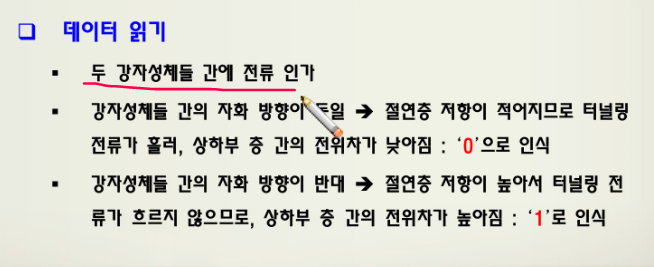 ❑ 데이터 읽기
▪ 두 강자성체들 간에 전류 인가
▪ 강자성체들 간의 자화 방향이 동일 ➔ 절연층 저항이 적어지므로 터널링
전류가 흘러, 상하부 층 간의 전위차가 낮아짐 : ‘0’으로 인식
▪ 강자성체들 간의 자화 방향이 반대 ➔ 절연층 저항이 높아서 터널링 전
류가 흐르지 않으므로, 상하부 층 간의 전위차가 높아짐 : ‘1’로 인식